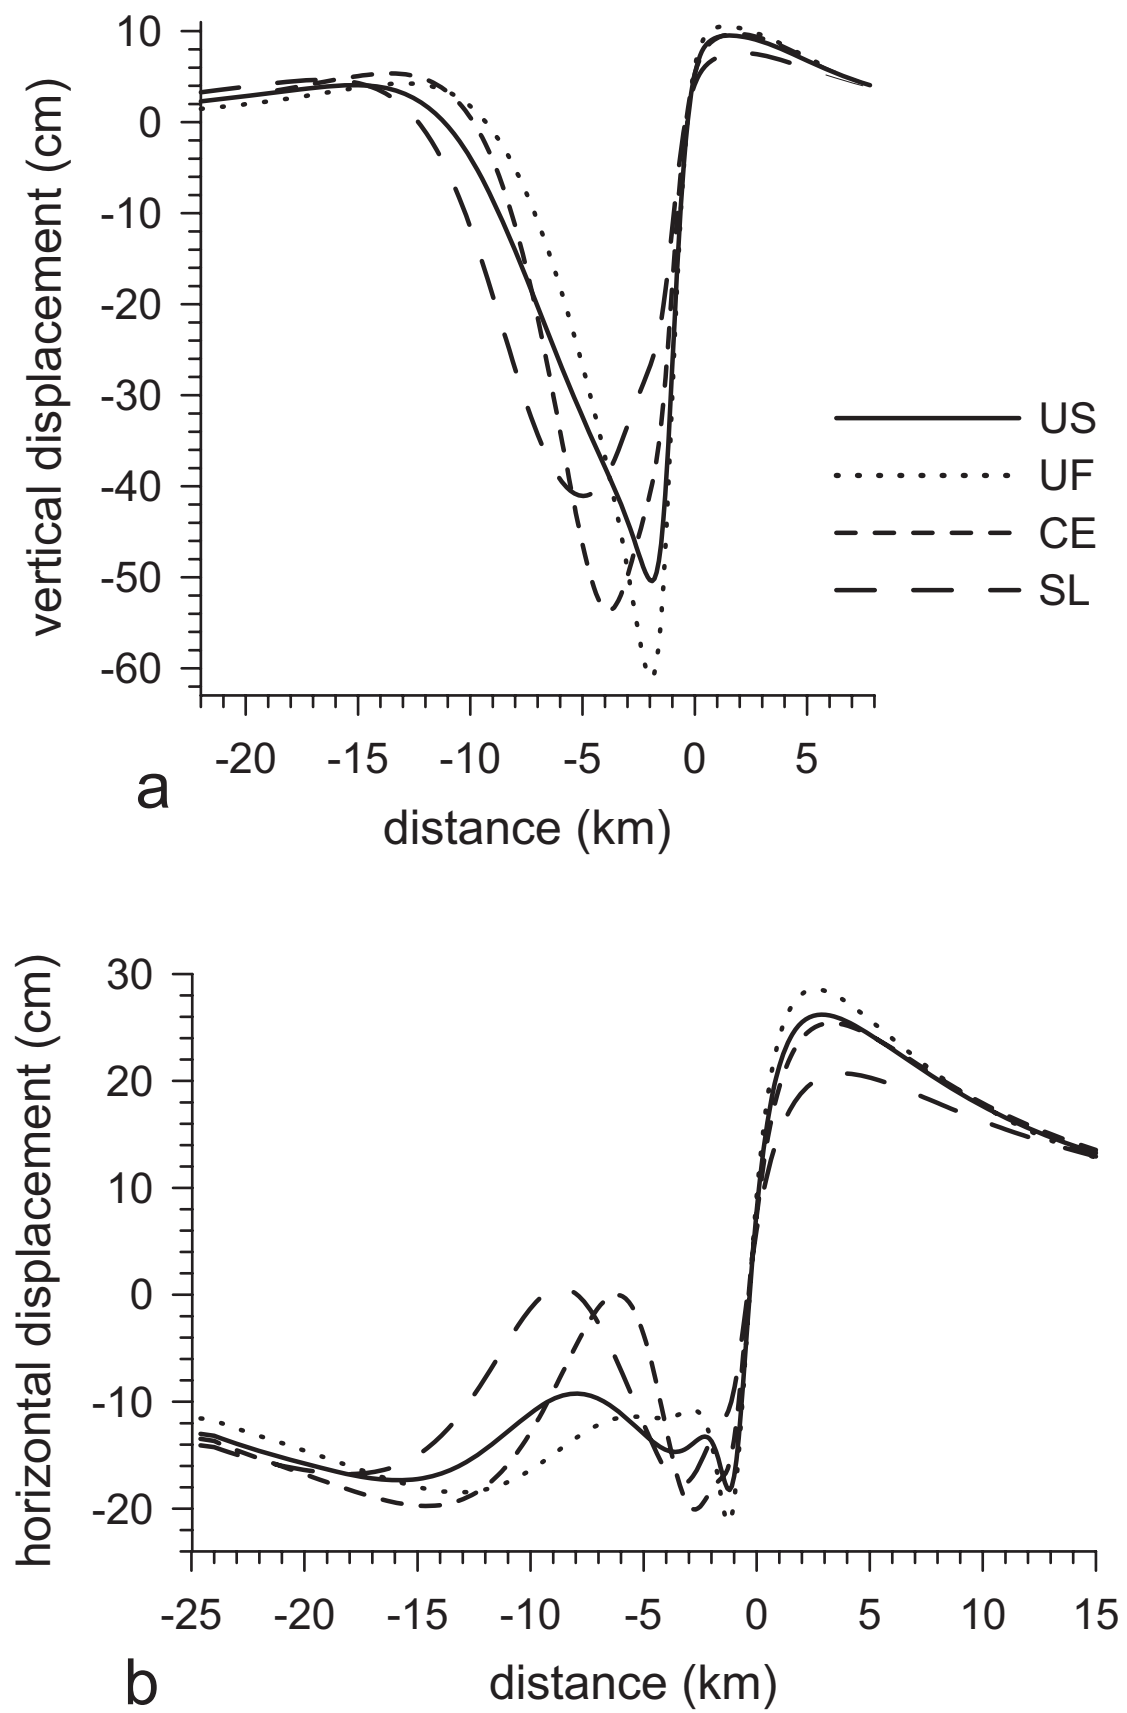 10
0
-10
-20
-30
-40
-50
-60
vertical displacement (cm)
US
UF
CE
SL
-20 -15 -10 -5 0 5
a
distance (km)
30
20
10
0
-10
-20
horizontal displacement (cm)
-25 -20 -15 -10 -5 0 5 10 15
b
distance (km)